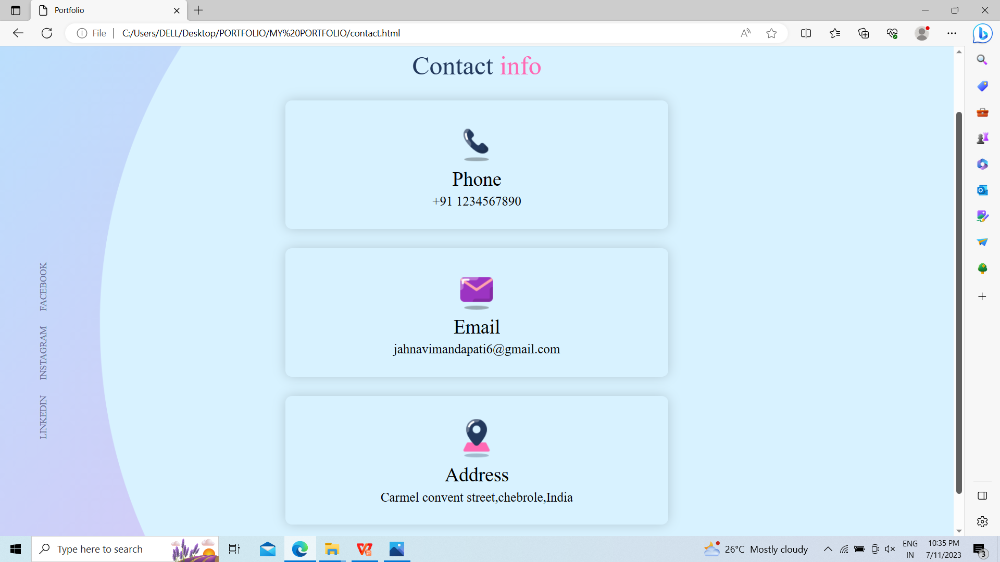 Portfolio
File
C:/Users/DELL/Desktop/PORTFOLIO/MY%20PORTFOLIO/contact.html
Contact info
Phone
+91 1234567890
Email
jahnavimandapati6@gmail.com
Address
Carmel convent street,chebrole,India
FACEBOOK
INSTAGRAM
LINKEDIN
Type here to search
26°C Mostly cloudy
ENG
IN
10:35 PM
7/11/2023
3